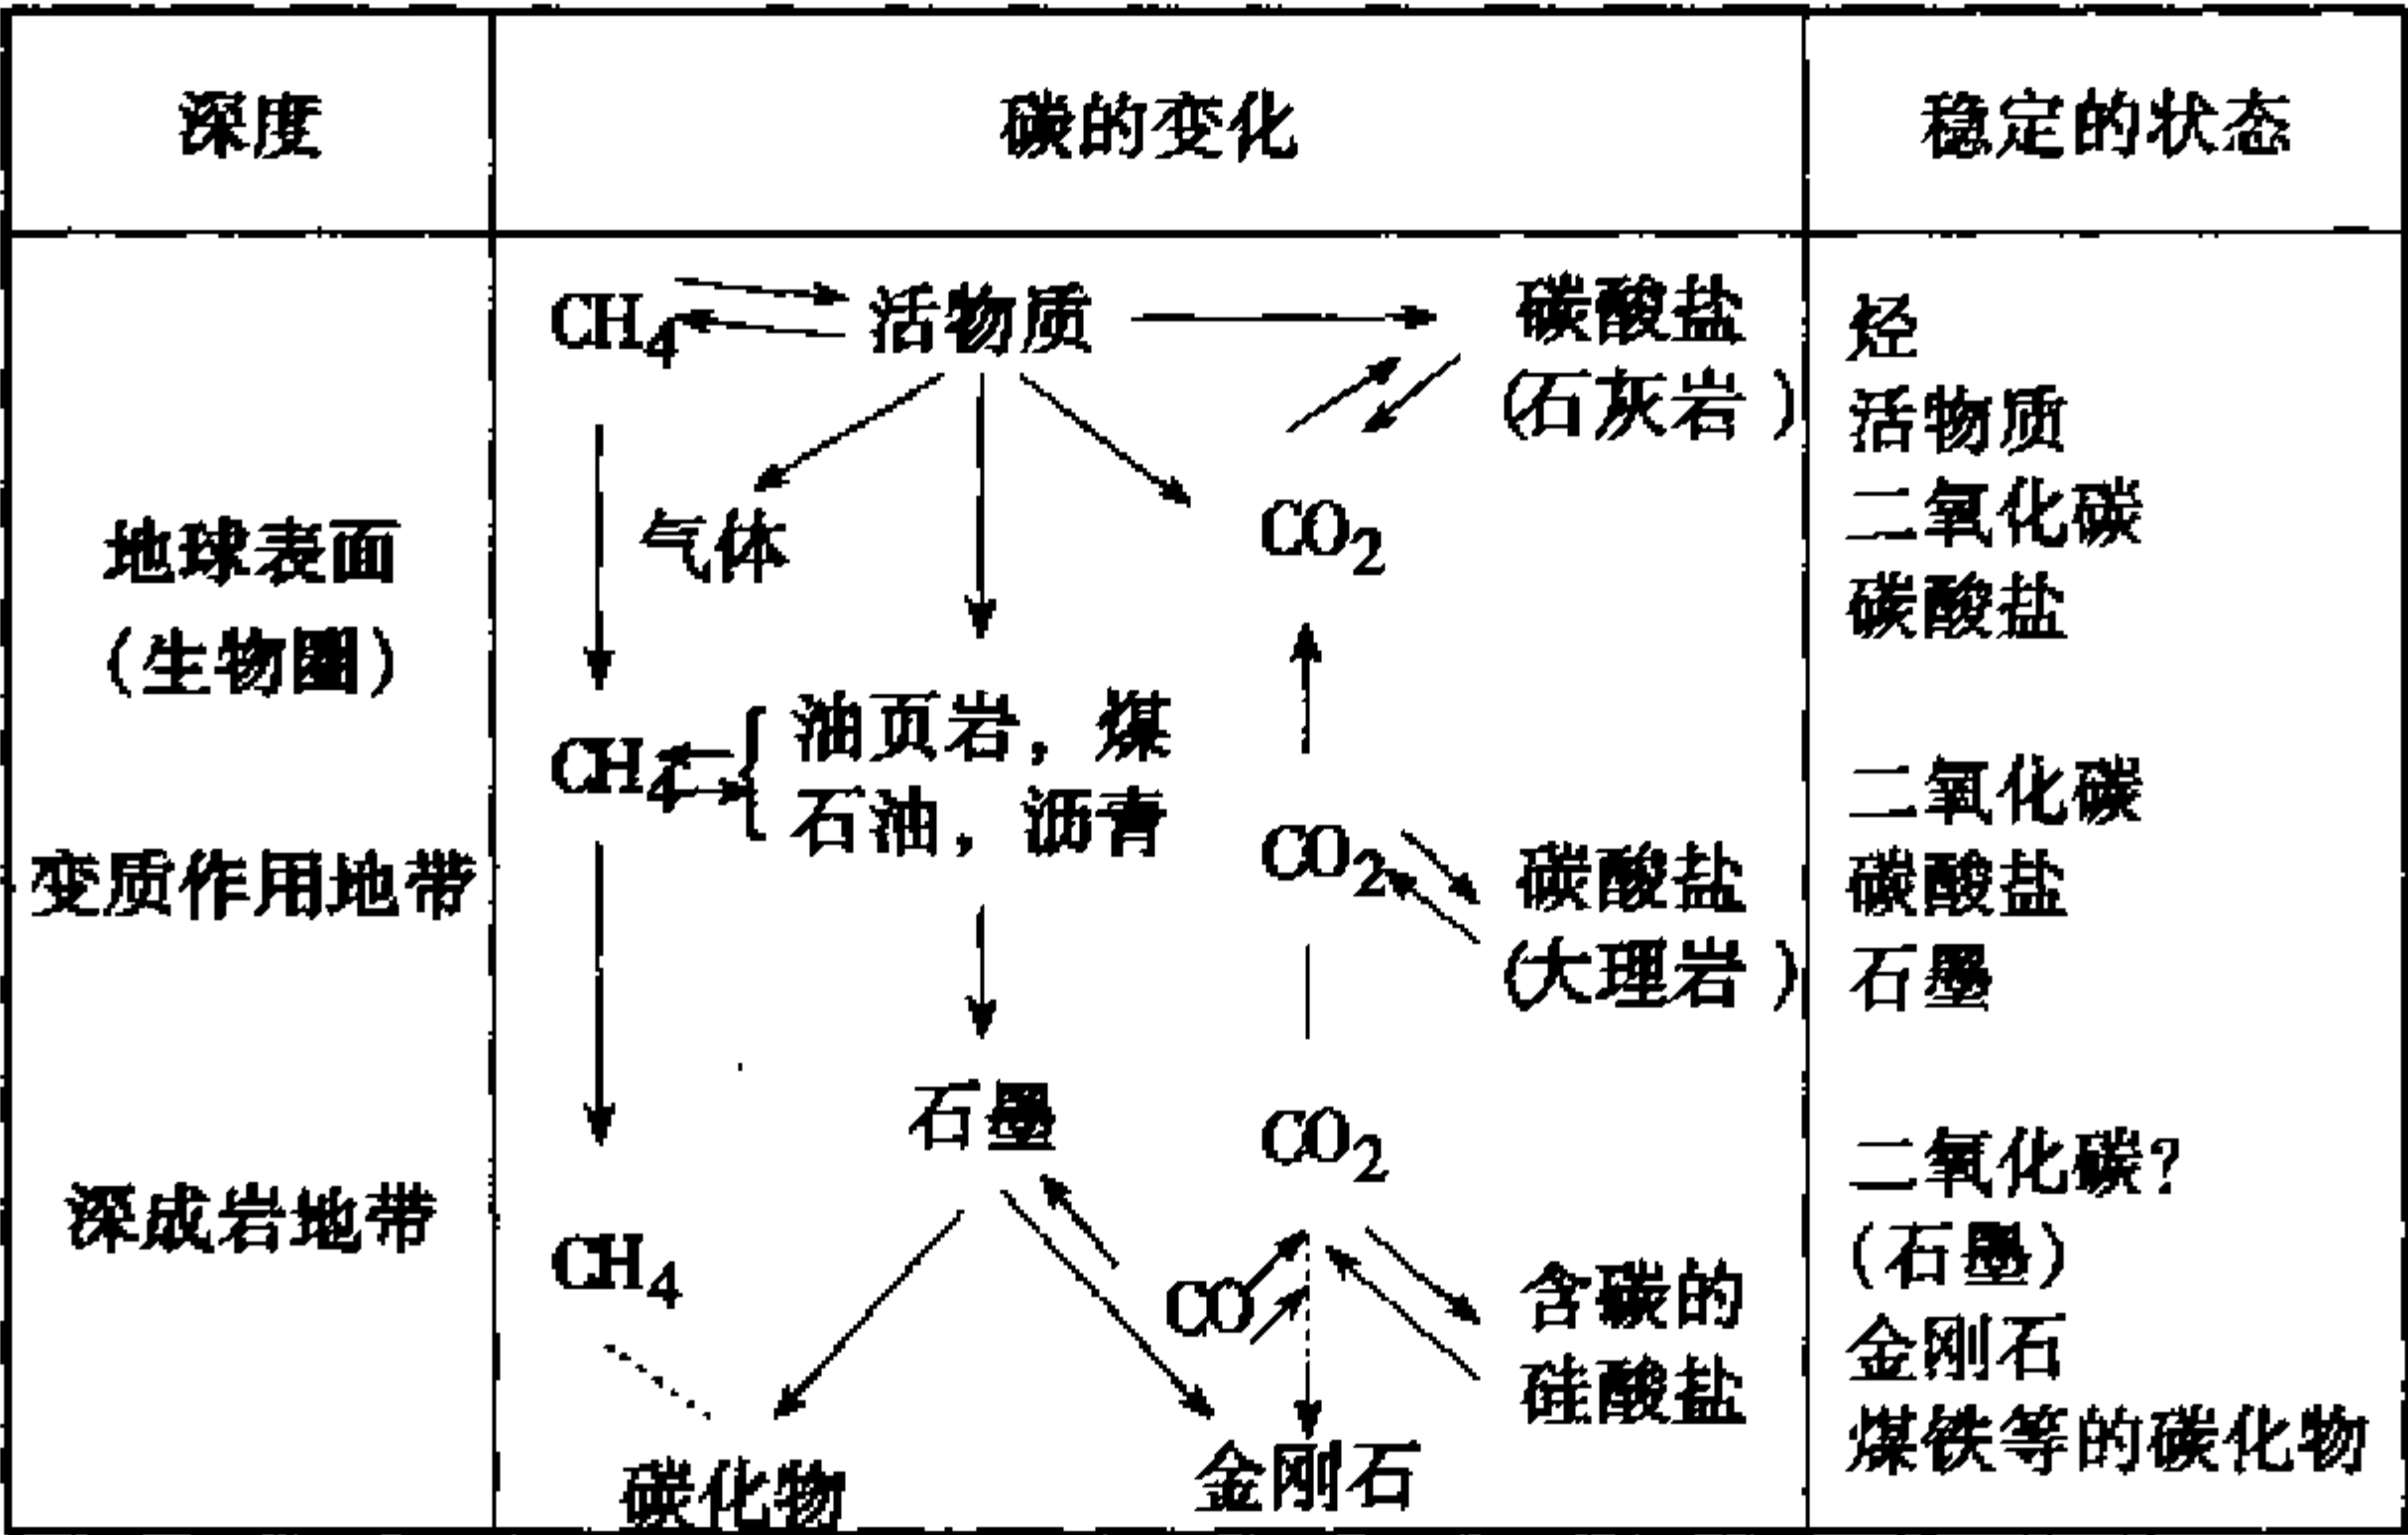 深度 碳的变化 稳定的状态
CH4 活物质 碳酸盐 烃
(石灰岩) 活物质
地球表面 气体 CO2 二氧化碳
(生物圈) 碳酸盐
CH4 油页岩，煤 二氧化碳
石油，沥青
变质作用地带 CO2 碳酸盐 碳酸盐
(大理岩) 石墨
石墨 CO2 二氧化碳?
深成岩地带 (石墨)
CH4 CO 含碳的 金刚石
硅酸盐 煤铁等的碳化物
碳化物 金刚石